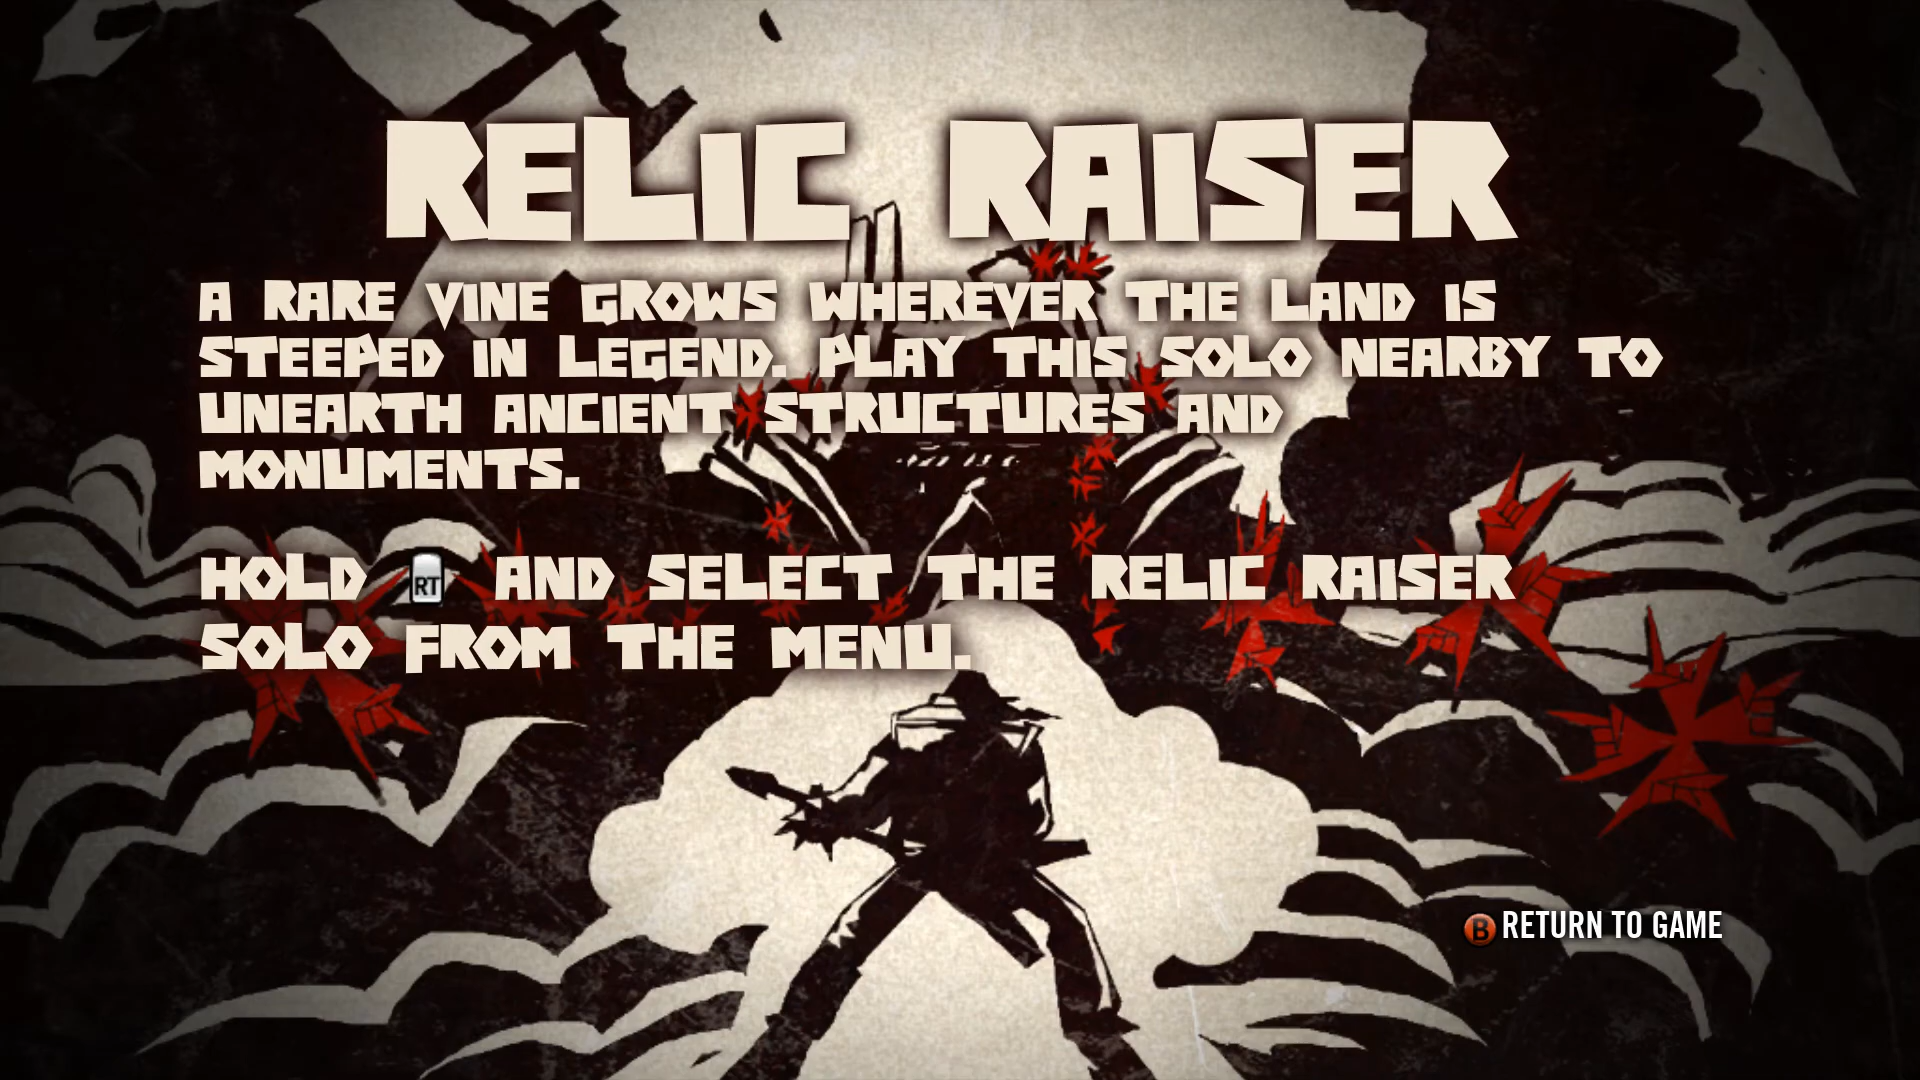 RELIC RAISER
A RARE VINE GROWS WHEREVER THE LAND IS
STEEPED IN LEGEND. PLAY THIS SOLO NEARBY TO
UNEARTH ANCIENT STRUCTURES AND
MONUMENTS.
HOLD RT AND SELECT THE RELIC RAISER
SOLO FROM THE MENU.
B RETURN TO GAME